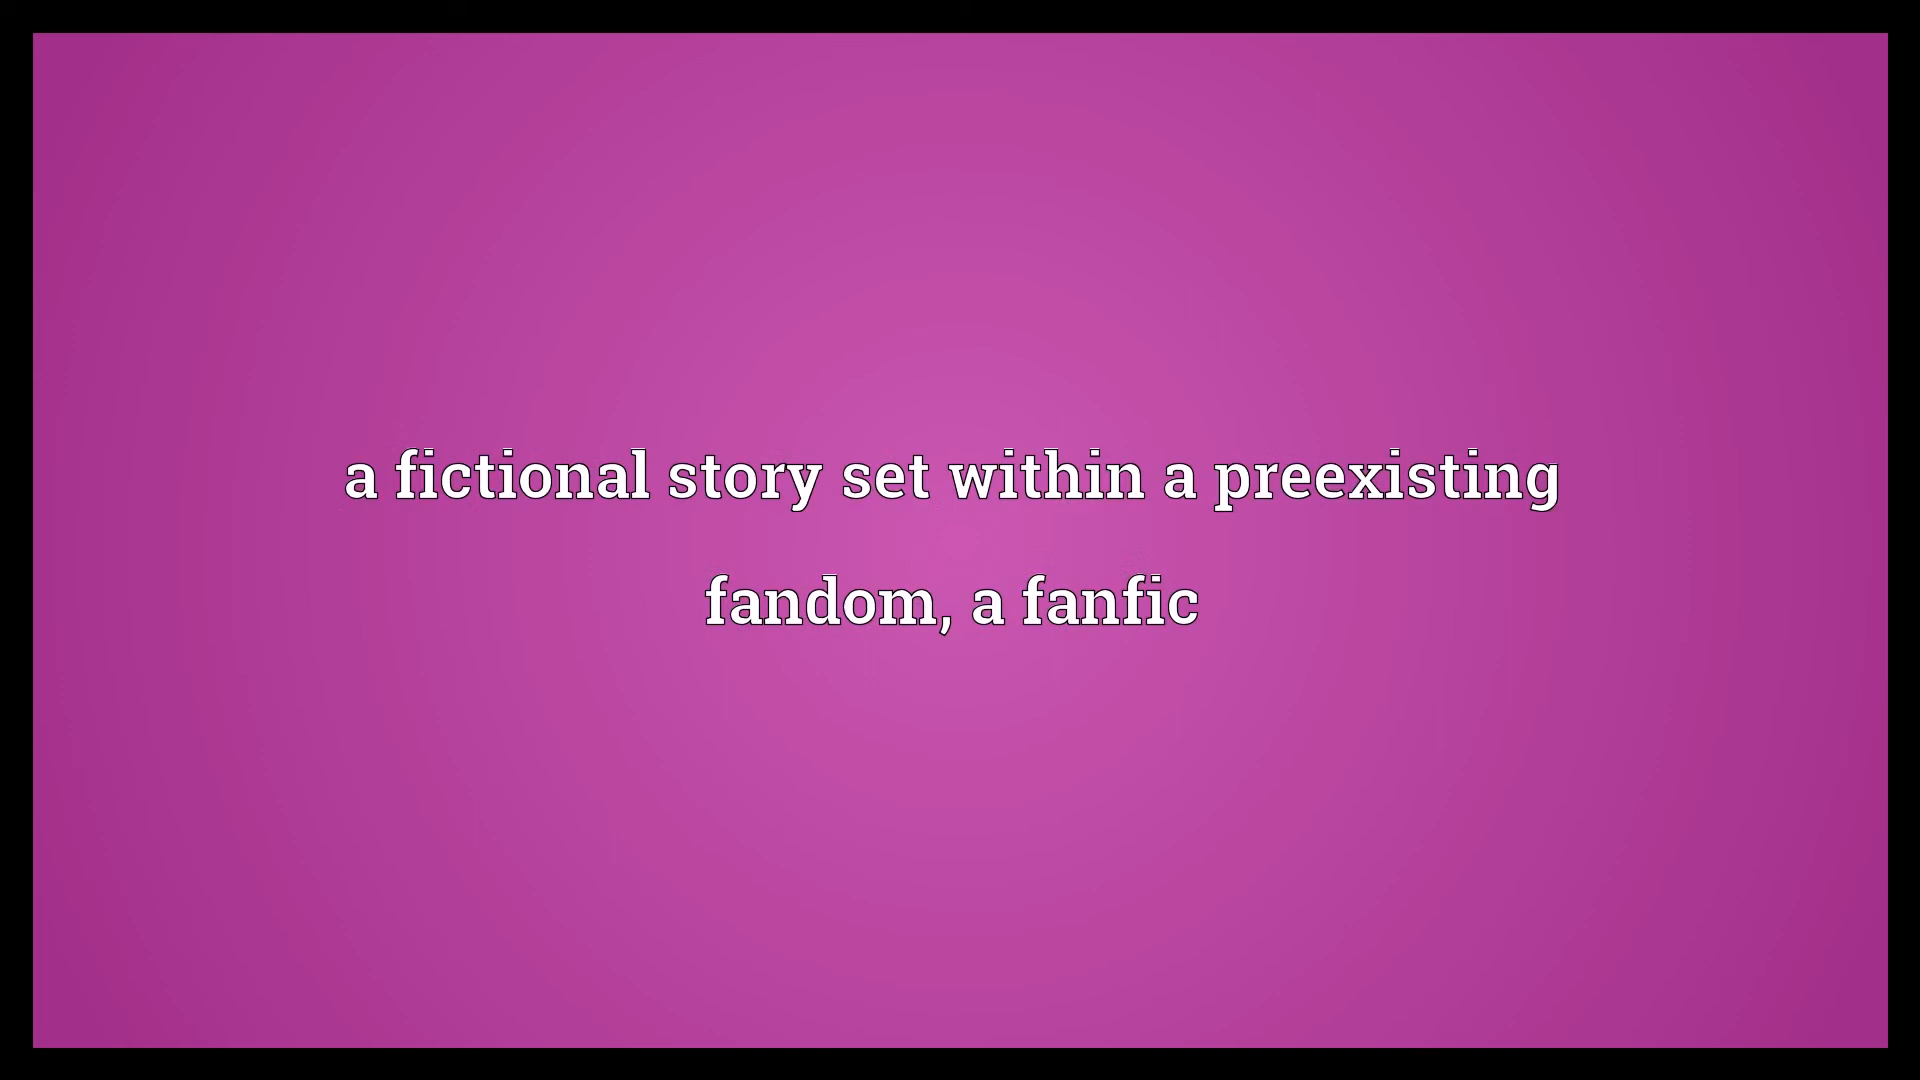 a fictional story set within a preexisting
fandom, a fanfic